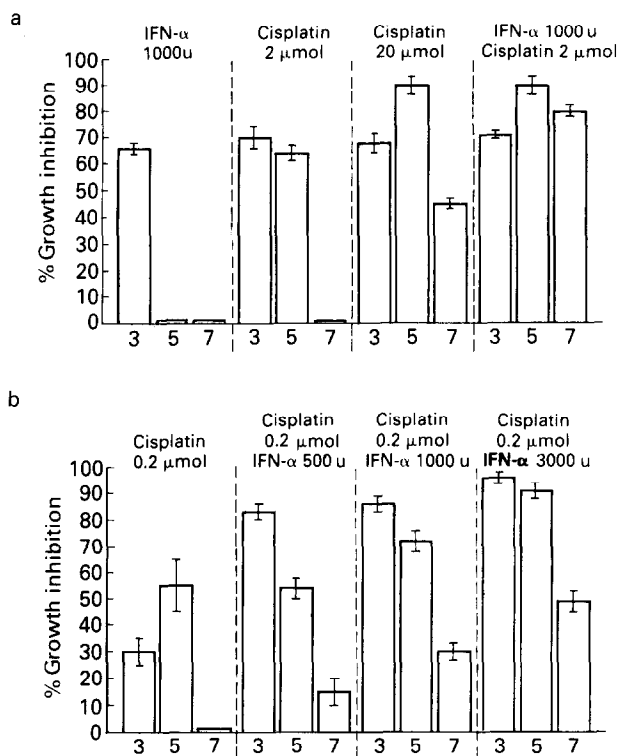 a
IFN-α
1000u
Cisplatin
2 μmol
Cisplatin
20 μmol
IFN-α 1000 u
Cisplatin 2 μmol
% Growth inhibition
100
90
80
70
60
50
40
30
20
10
0
3 5 7 3 5 7 3 5 7 3 5 7
b
Cisplatin
0.2 μmol
Cisplatin
0.2 μmol
IFN-α 500 u
Cisplatin
0.2 μmol
IFN-α 1000 u
Cisplatin
0.2 μmol
IFN-α 3000 u
% Growth inhibition
100
90
80
70
60
50
40
30
20
10
0
3 5 7 3 5 7 3 5 7 3 5 7